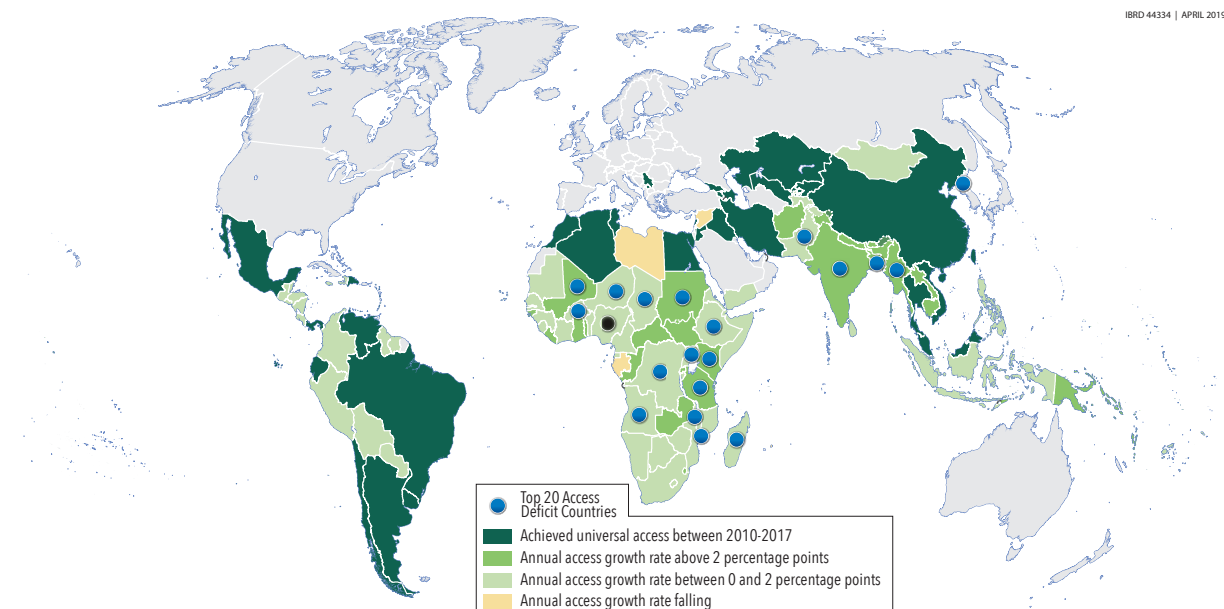 IBRD 44334 | APRIL 2019
Top 20 Access
Deficit Countries
Achieved universal access between 2010-2017
Annual access growth rate above 2 percentage points
Annual access growth rate between 0 and 2 percentage points
Annual access growth rate falling